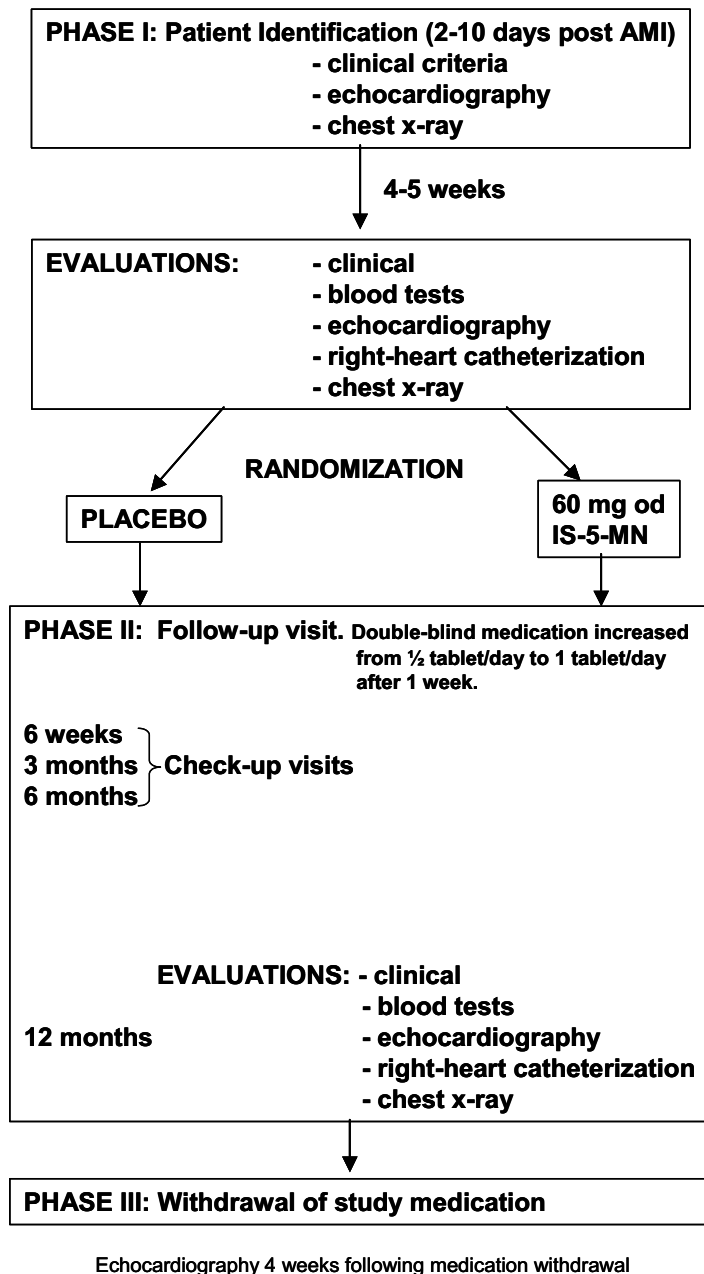 PHASE I: Patient Identification (2-10 days post AMI)
- clinical criteria
- echocardiography
- chest x-ray
4-5 weeks
EVALUATIONS: - clinical
- blood tests
- echocardiography
- right-heart catheterization
- chest x-ray
RANDOMIZATION
PLACEBO
60 mg od
IS-5-MN
PHASE II: Follow-up visit. Double-blind medication increased
from ½ tablet/day to 1 tablet/day
after 1 week.
6 weeks
3 months
Check-up visits
6 months
EVALUATIONS: - clinical
- blood tests
12 months - echocardiography
- right-heart catheterization
- chest x-ray
PHASE III: Withdrawal of study medication
Echocardiography 4 weeks following medication withdrawal